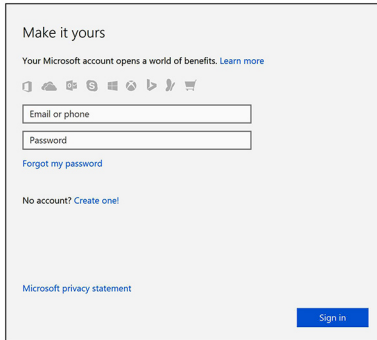 Make it yours
Your Microsoft account opens a world of benefits. Learn more
Email or phone
Password
Forgot my password
No account? Create one!
Microsoft privacy statement
Sign in